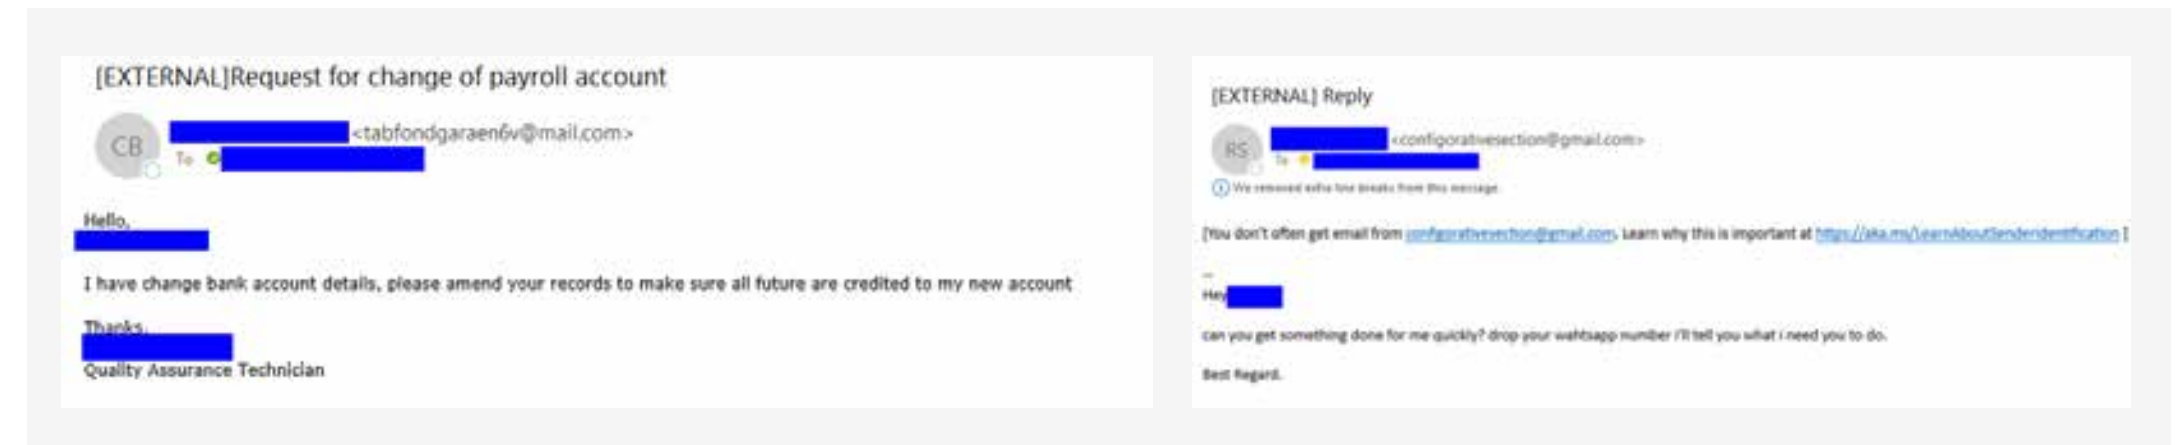 [EXTERNAL]Request for change of payroll account
CB
<tabfondgaraen6v@mail.com>
To
Hello,
I have change bank account details, please amend your records to make sure all future are credited to my new account
Thanks,
Quality Assurance Technician
[EXTERNAL] Reply
RS
<configorativesection@gmail.com>
To
We removed extra line breaks from this message.
[You don't often get email from configorativesection@gmail.com. Learn why this is important at https://aka.ms/LearnAboutSenderIdentification ]
--
Hey
can you get something done for me quickly? drop your wahtsapp number i'll tell you what i need you to do.
Best Regard.